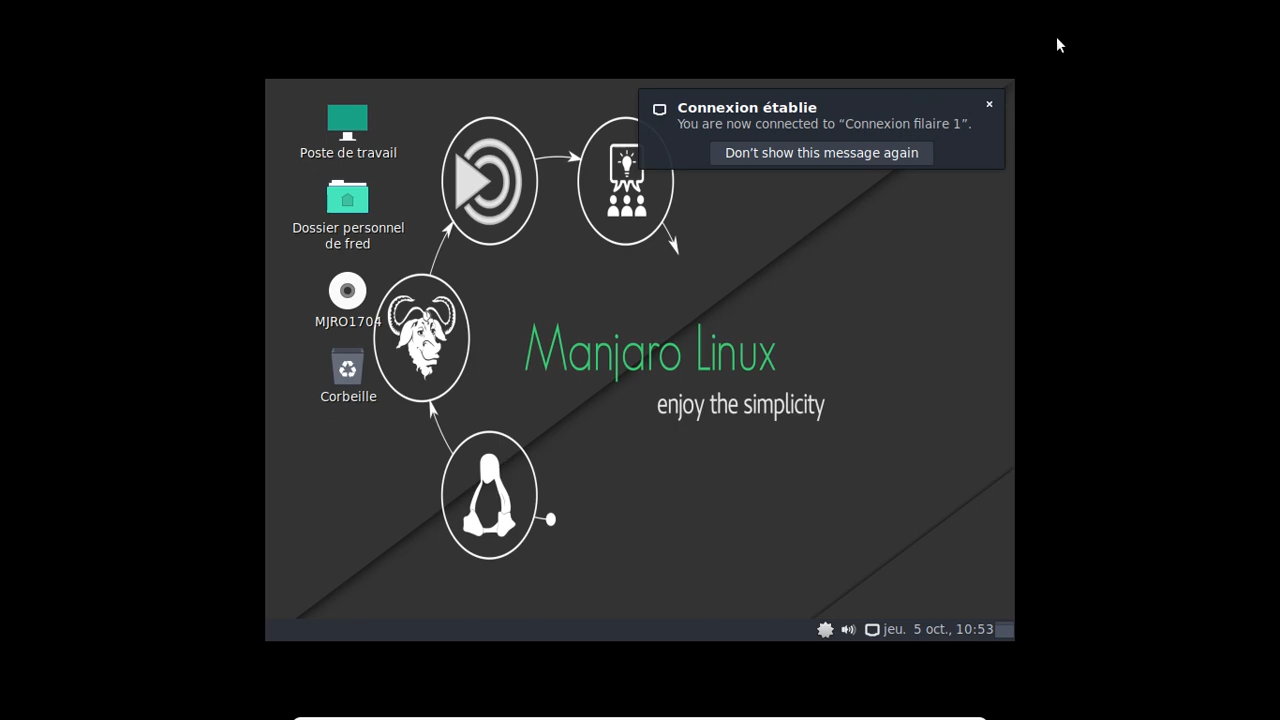 Connexion établie
×
You are now connected to “Connexion filaire 1”.
Don’t show this message again
Poste de travail
Dossier personnel
de fred
MJRO1704
Corbeille
Manjaro Linux
enjoy the simplicity
jeu. 5 oct., 10:53